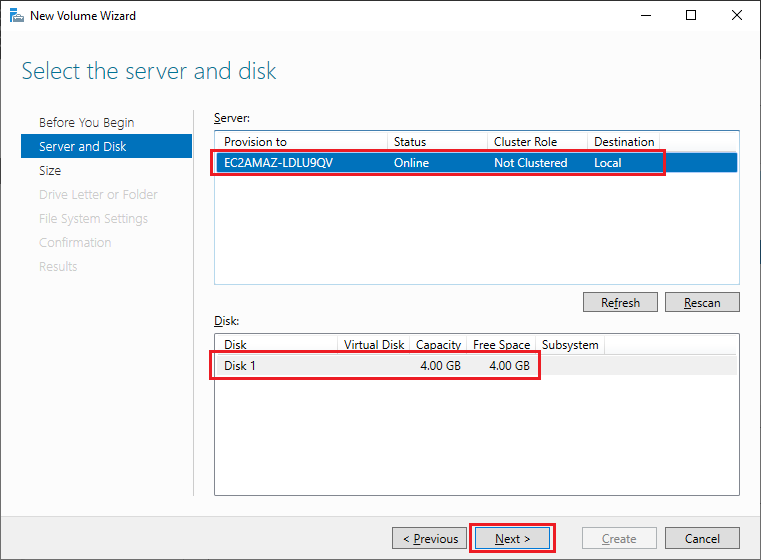 New Volume Wizard
Select the server and disk
Before You Begin
Server and Disk
Size
Drive Letter or Folder
File System Settings
Confirmation
Results
Server:
Provision to Status Cluster Role Destination
EC2AMAZ-LDLU9QV Online Not Clustered Local
Refresh Rescan
Disk:
Disk Virtual Disk Capacity Free Space Subsystem
Disk 1 4.00 GB 4.00 GB
< Previous Next > Create Cancel